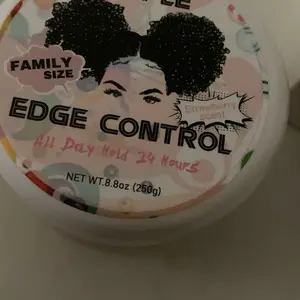 FAMILY
SIZE
EDGE CONTROL
Strawberry
scent
All Day Hold 24 Hours
NET WT.8.8oz (250g)